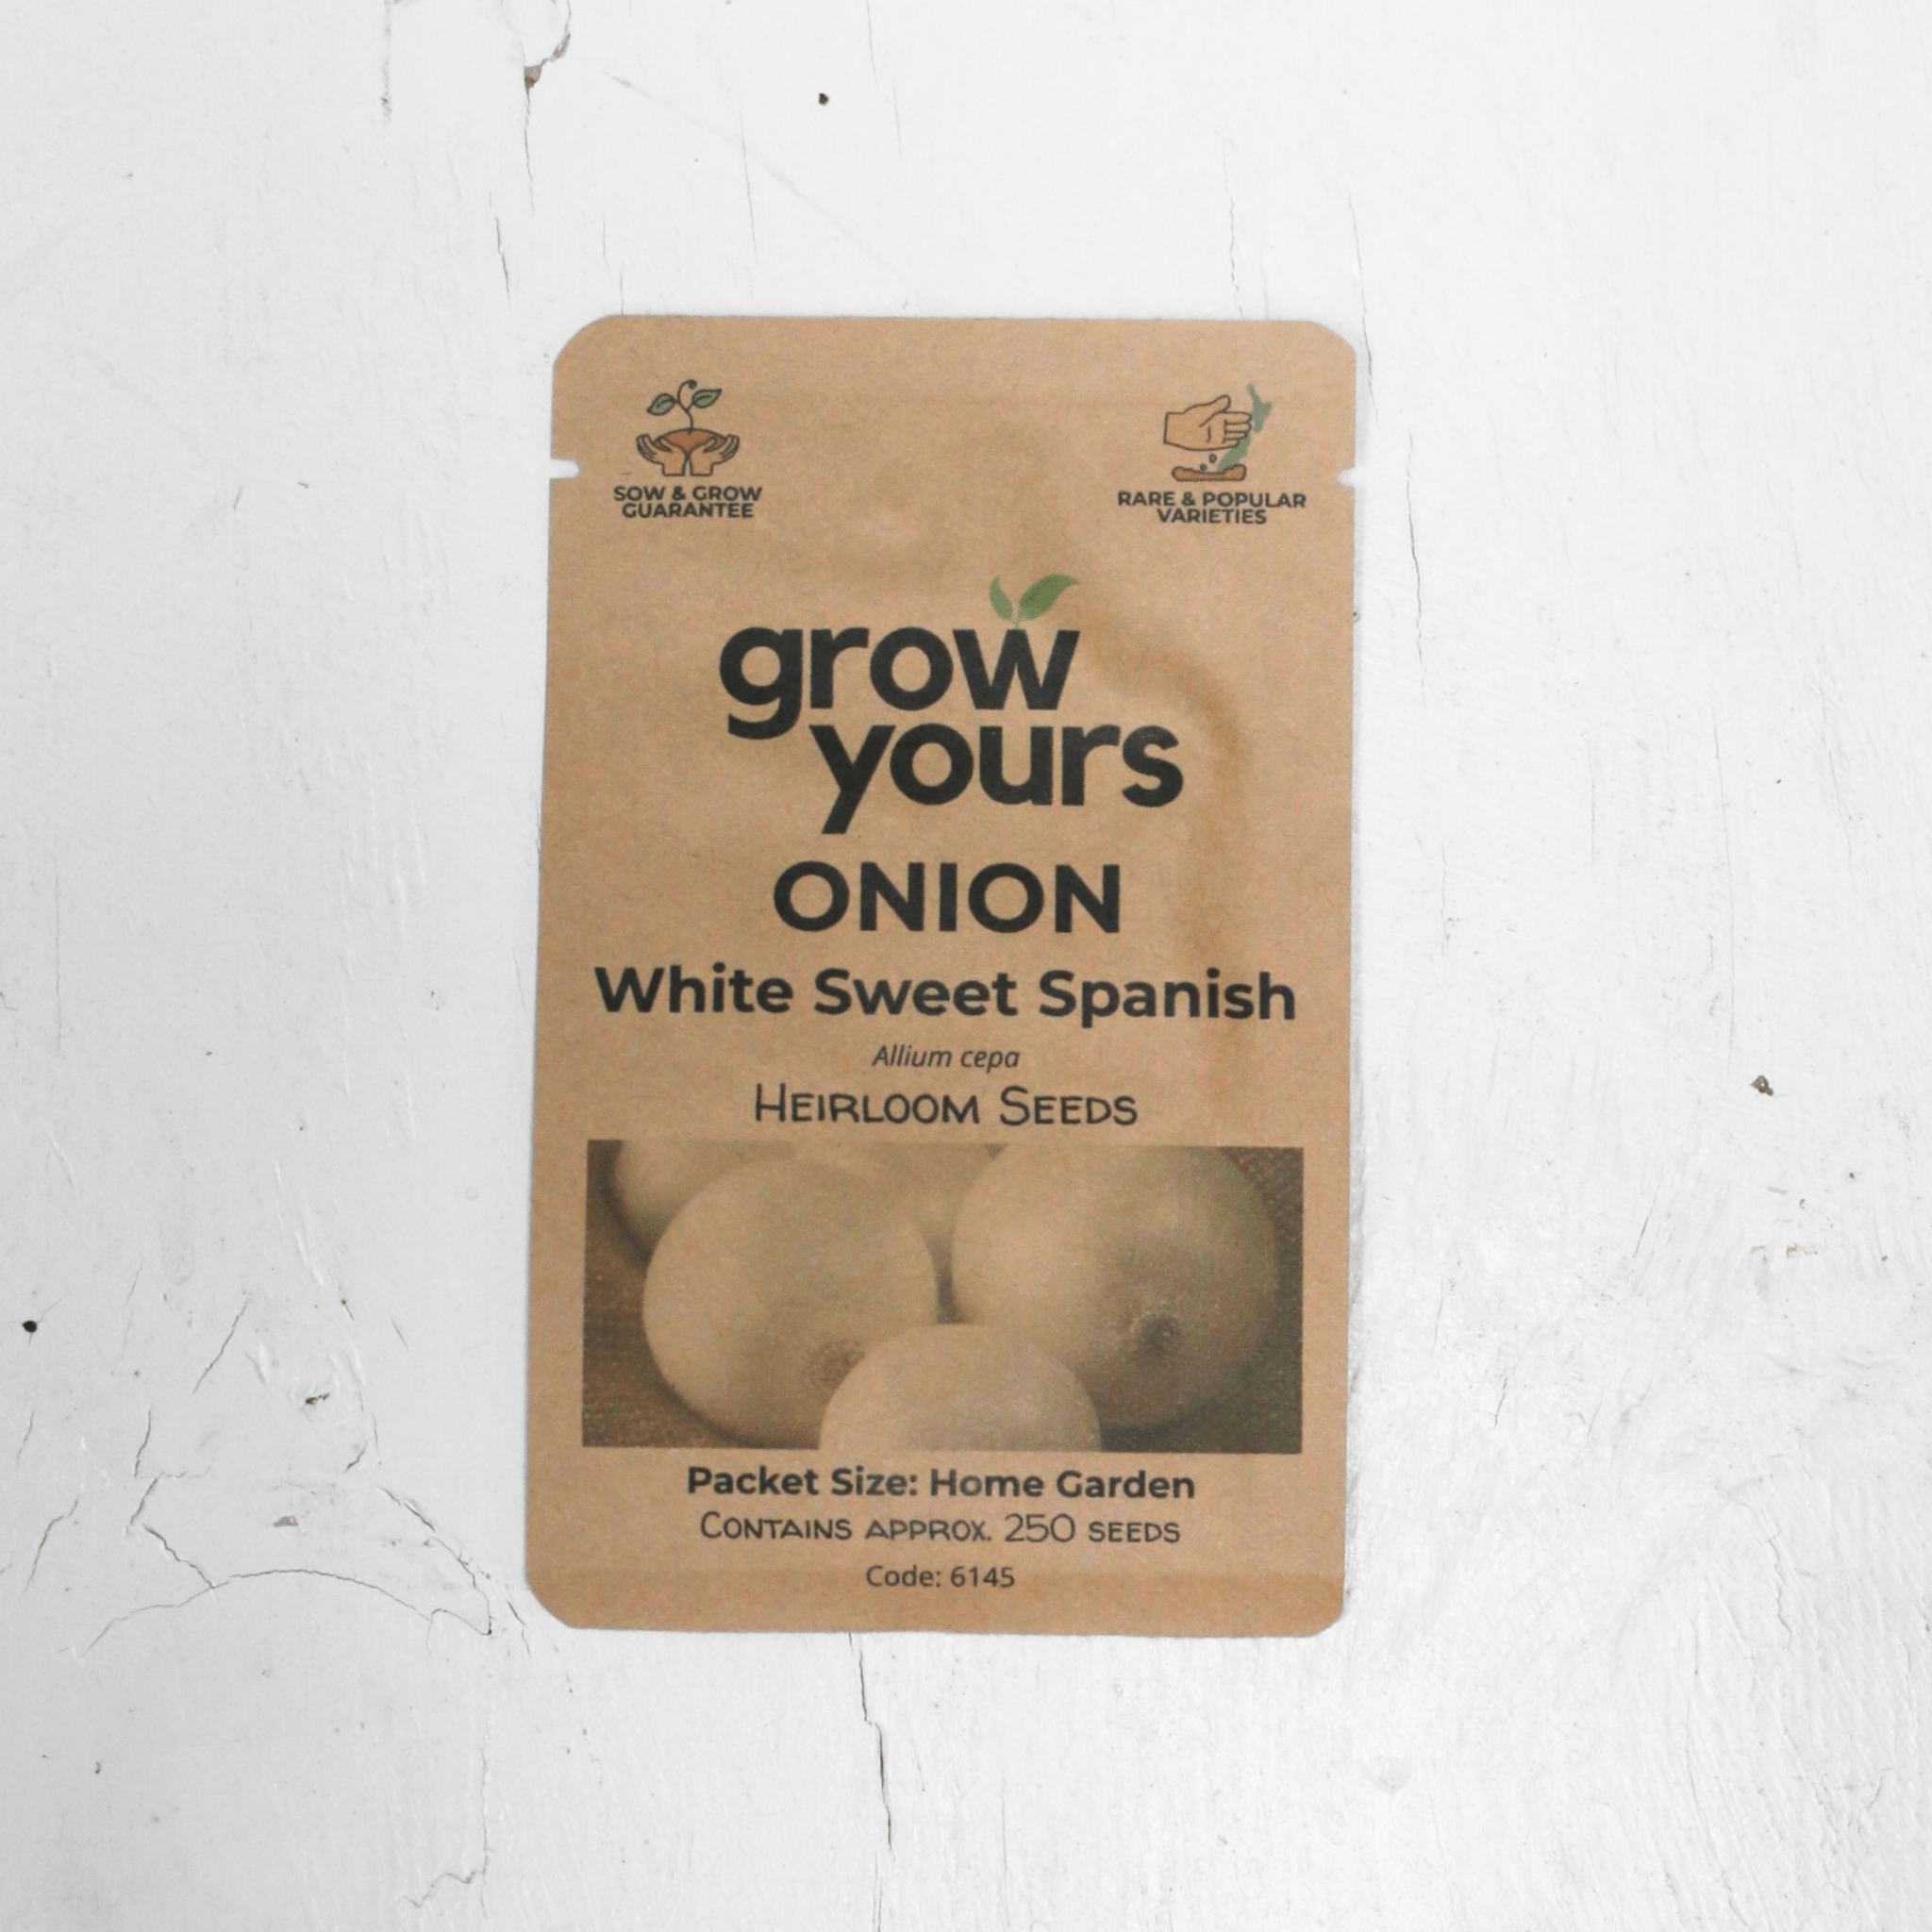 SOW & GROW
GUARANTEE
RARE & POPULAR
VARIETIES
grow
yours
ONION
White Sweet Spanish
Allium cepa
HEIRLOOM SEEDS
Packet Size: Home Garden
CONTAINS APPROX. 250 SEEDS
Code: 6145